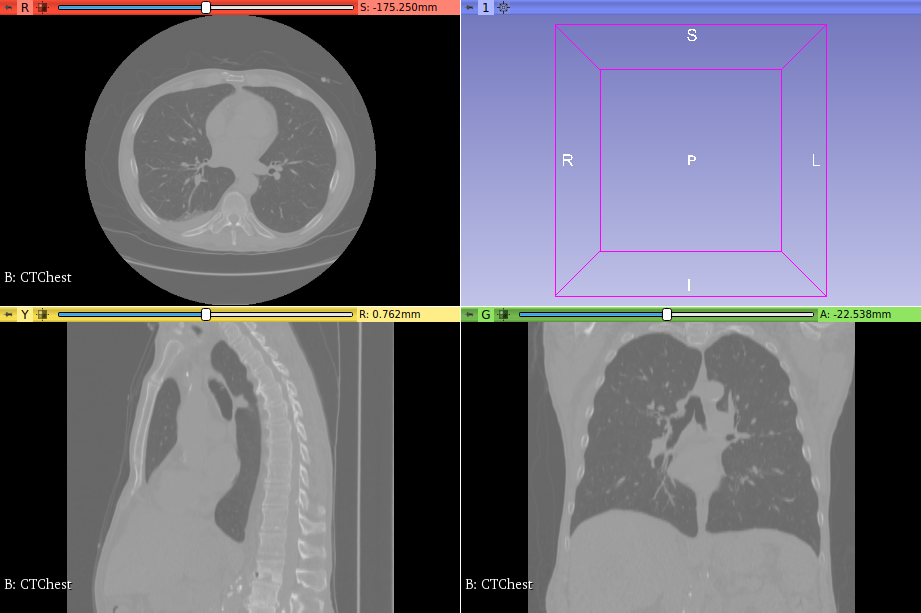 R S: -175.250mm
1
S
R P L
I
B: CTChest
Y R: 0.762mm
G A: -22.538mm
B: CTChest
B: CTChest